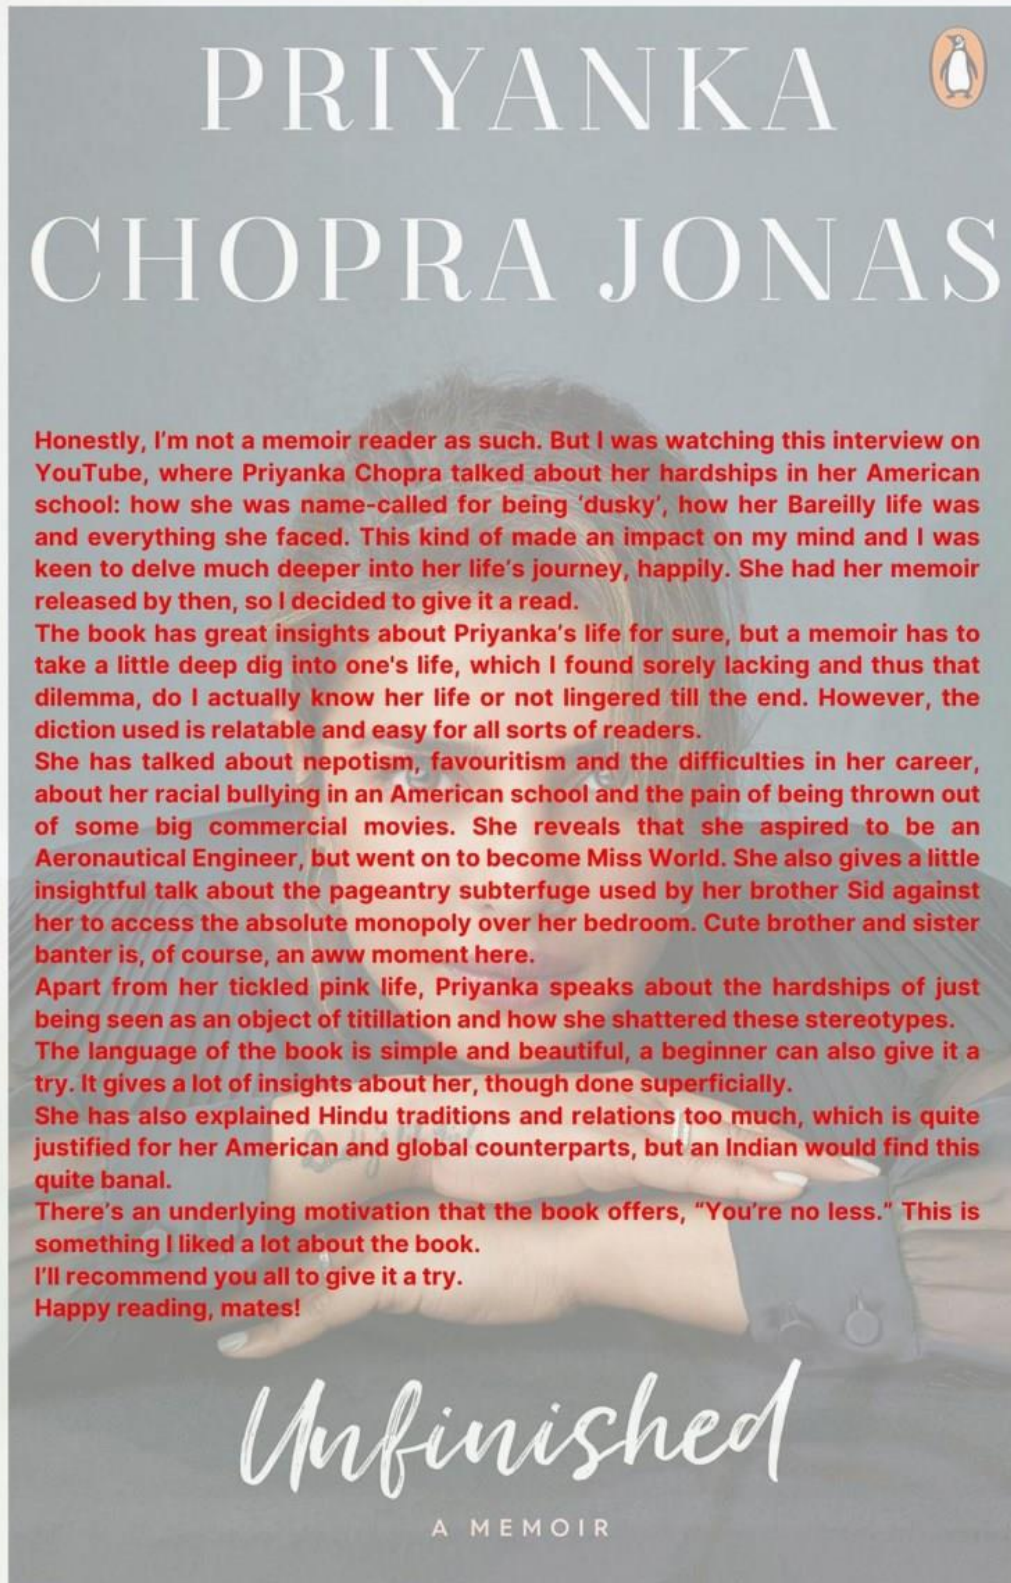 PRIYANKA
CHOPRA JONAS
Honestly, I'm not a memoir reader as such. But I was watching this interview on
YouTube, where Priyanka Chopra talked about her hardships in her American
school: how she was name-called for being 'dusky', how her Bareilly life was
and everything she faced. This kind of made an impact on my mind and I was
keen to delve much deeper into her life's journey, happily. She had her memoir
released by then, so I decided to give it a read.
The book has great insights about Priyanka's life for sure, but a memoir has to
take a little deep dig into one's life, which I found sorely lacking and thus that
dilemma, do I actually know her life or not lingered till the end. However, the
diction used is relatable and easy for all sorts of readers.
She has talked about nepotism, favouritism and the difficulties in her career,
about her racial bullying in an American school and the pain of being thrown out
of some big commercial movies. She reveals that she aspired to be an
Aeronautical Engineer, but went on to become Miss World. She also gives a little
insightful talk about the pageantry subterfuge used by her brother Sid against
her to access the absolute monopoly over her bedroom. Cute brother and sister
banter is, of course, an aww moment here.
Apart from her tickled pink life, Priyanka speaks about the hardships of just
being seen as an object of titillation and how she shattered these stereotypes.
The language of the book is simple and beautiful, a beginner can also give it a
try. It gives a lot of insights about her, though done superficially.
She has also explained Hindu traditions and relations too much, which is quite
justified for her American and global counterparts, but an Indian would find this
quite banal.
There's an underlying motivation that the book offers, "You're no less." This is
something I liked a lot about the book.
I'll recommend you all to give it a try.
Happy reading, mates!
Unfinished
A MEMOIR